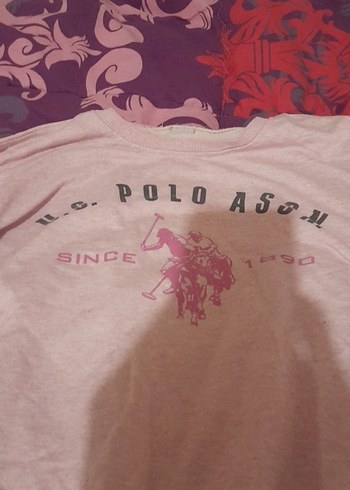 U.S. POLO ASSN
SINCE 1890